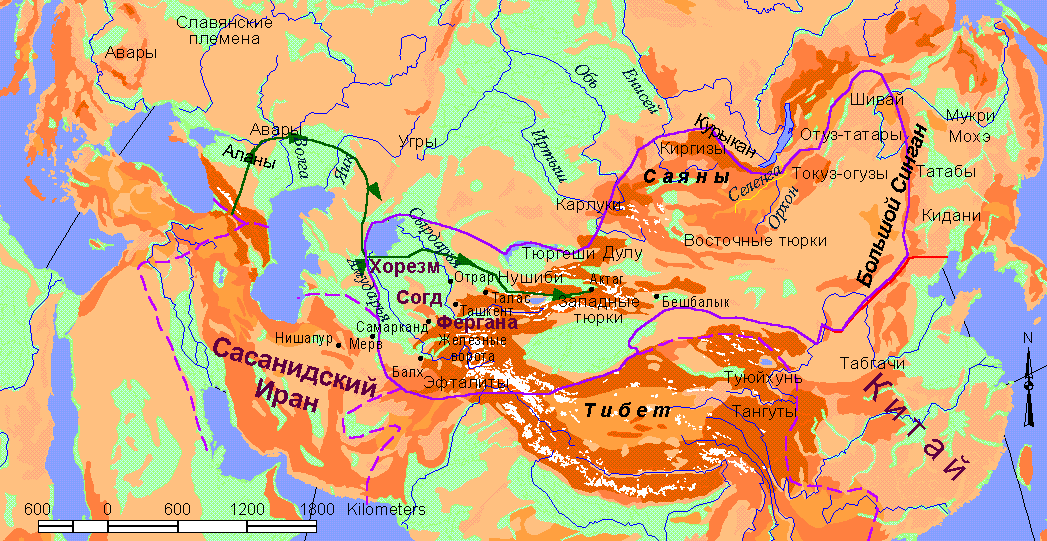 Славянские
племена
Авары
Обь
Енисей
Шивай
Мукри
Мохэ
Авары
Аланы
Волга
Яик
Угры
Иртыш
Курыкан
Киргизы
Отуз-татары
Саяны
Селенга
Орхон
Токуз-огузы
Татабы
Большой Синган
Карлуки
Кидани
Сырдарья
Восточные тюрки
Тюргеши
Дулу
Хорезм
Амударья
Отрар
Нушиби
Актаг
Согд
Талас
Западные
тюрки
Бешбалык
Ташкент
Фергана
Самарканд
Нишапур
Мерв
Железные
ворота
Балх
Эфталиты
Сасанидский
Иран
Табгачи
Туюйхунь
Тангуты
Тибет
Китай
N
600 0 600 1200 1800 Kilometers